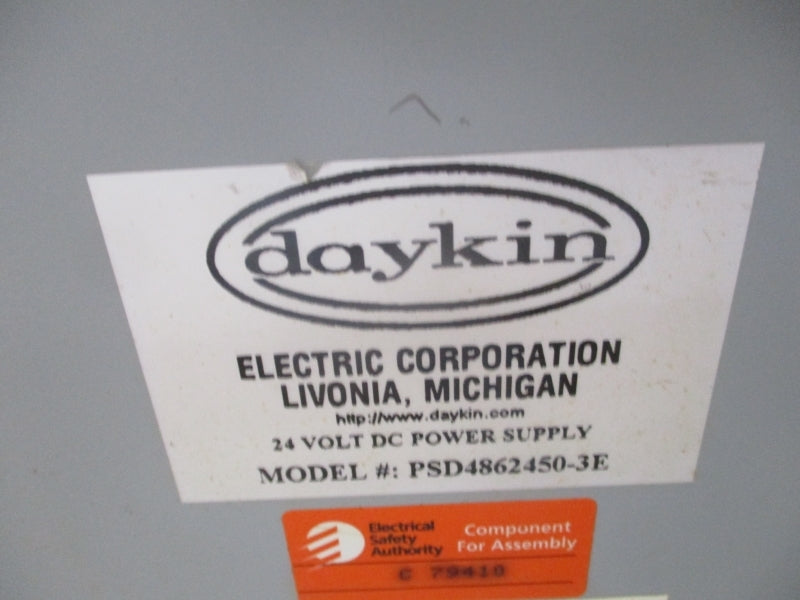 daykin
ELECTRIC CORPORATION
LIVONIA, MICHIGAN
http://www.daykin.com
24 VOLT DC POWER SUPPLY
MODEL #: PSD4862450-3E
Electrical
Safety
Authority
Component
For Assembly
C 79410